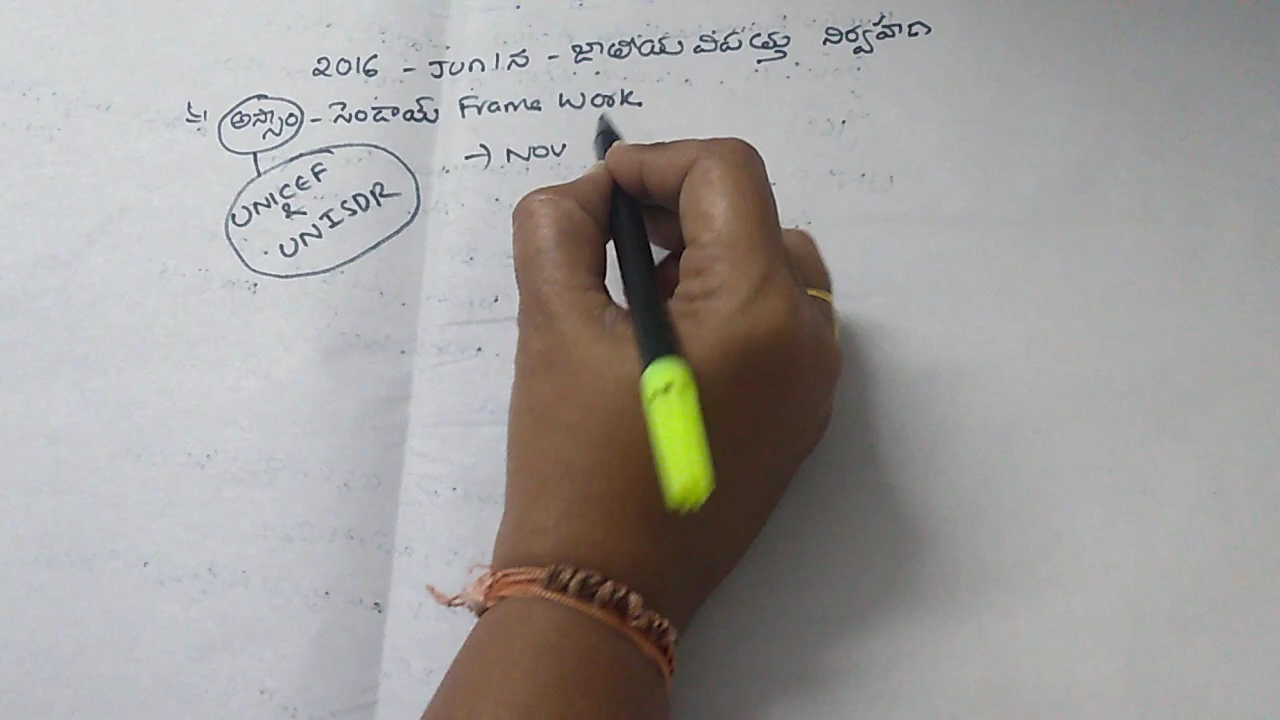 2016 - Jun 1న - జాతీయ విపత్తు నిర్వహణ
అస్సాం - సెండాయ్ Frame work
→ Nov
UNICEF
&
UNISDR